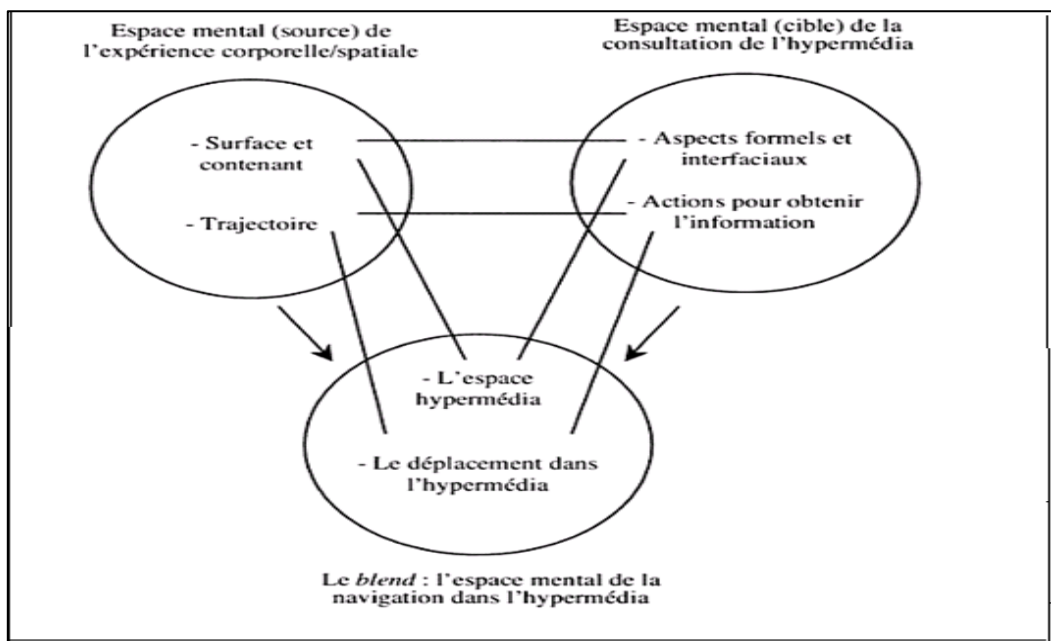 Espace mental (source) de
l'expérience corporelle/spatiale
Espace mental (cible) de la
consultation de l'hypermédia
- Surface et
contenant
- Trajectoire
- Aspects formels et
interfaciaux
- Actions pour obtenir
l'information
- L'espace
hypermédia
- Le déplacement dans
l'hypermédia
Le blend : l'espace mental de la
navigation dans l'hypermédia